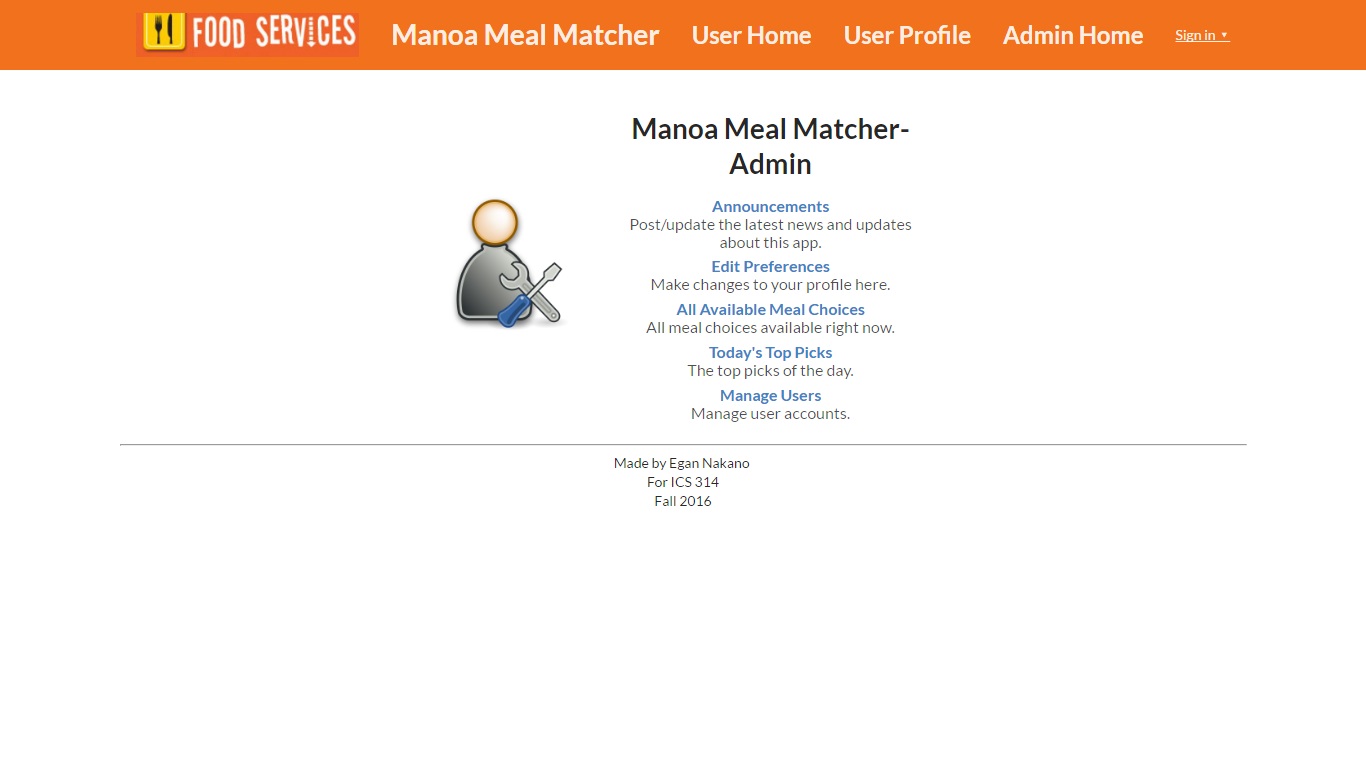 FOOD SERVICES
Manoa Meal Matcher
User Home
User Profile
Admin Home
Sign in
Manoa Meal Matcher-
Admin
Announcements
Post/update the latest news and updates
about this app.
Edit Preferences
Make changes to your profile here.
All Available Meal Choices
All meal choices available right now.
Today's Top Picks
The top picks of the day.
Manage Users
Manage user accounts.
Made by Egan Nakano
For ICS 314
Fall 2016